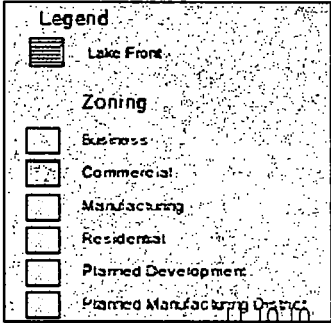 Legend
Lake Front
Zoning
Business
Commercial
Manufacturing
Residential
Planned Development
Planned Manufacturing District